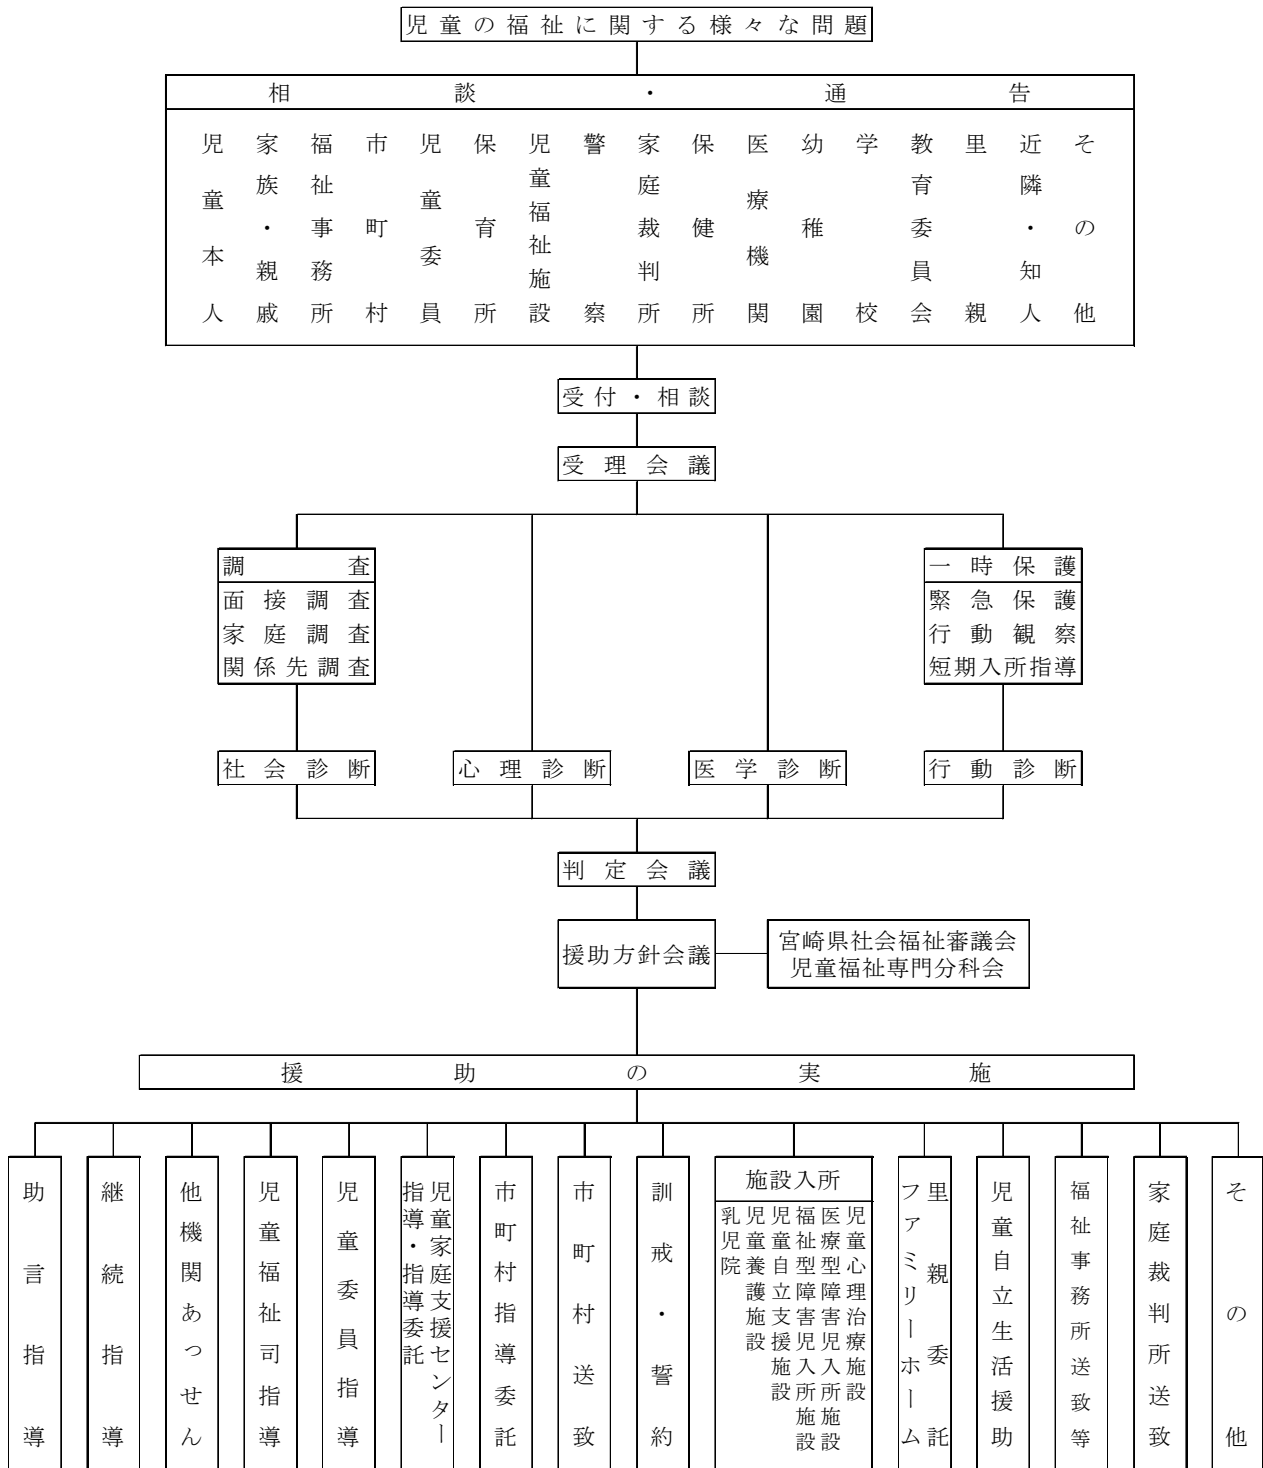 児童の福祉に関する様々な問題
相談・通告
児童本人
家族・親戚
福祉事務所
市町村
児童委員
保育所
児童福祉施設
警察
家庭裁判所
保健所
医療機関
幼稚園
学校
教育委員会
里親
近隣・知人
その他
受付・相談
受理会議
調査
面接調査
家庭調査
関係先調査
一時保護
緊急保護
行動観察
短期入所指導
社会診断
心理診断
医学診断
行動診断
判定会議
援助方針会議
宮崎県社会福祉審議会
児童福祉専門分科会
援助の実施
助言指導
継続指導
他機関あっせん
児童福祉司指導
児童委員指導
児童家庭支援センター
指導・指導委託
市町村指導委託
市町村送致
訓戒・誓約
施設入所
児童心理治療施設
医療型障害児入所施設
福祉型障害児入所施設
児童自立支援施設
児童養護施設
乳児院
里親委託
ファミリーホーム
児童自立生活援助
福祉事務所送致等
家庭裁判所送致
その他